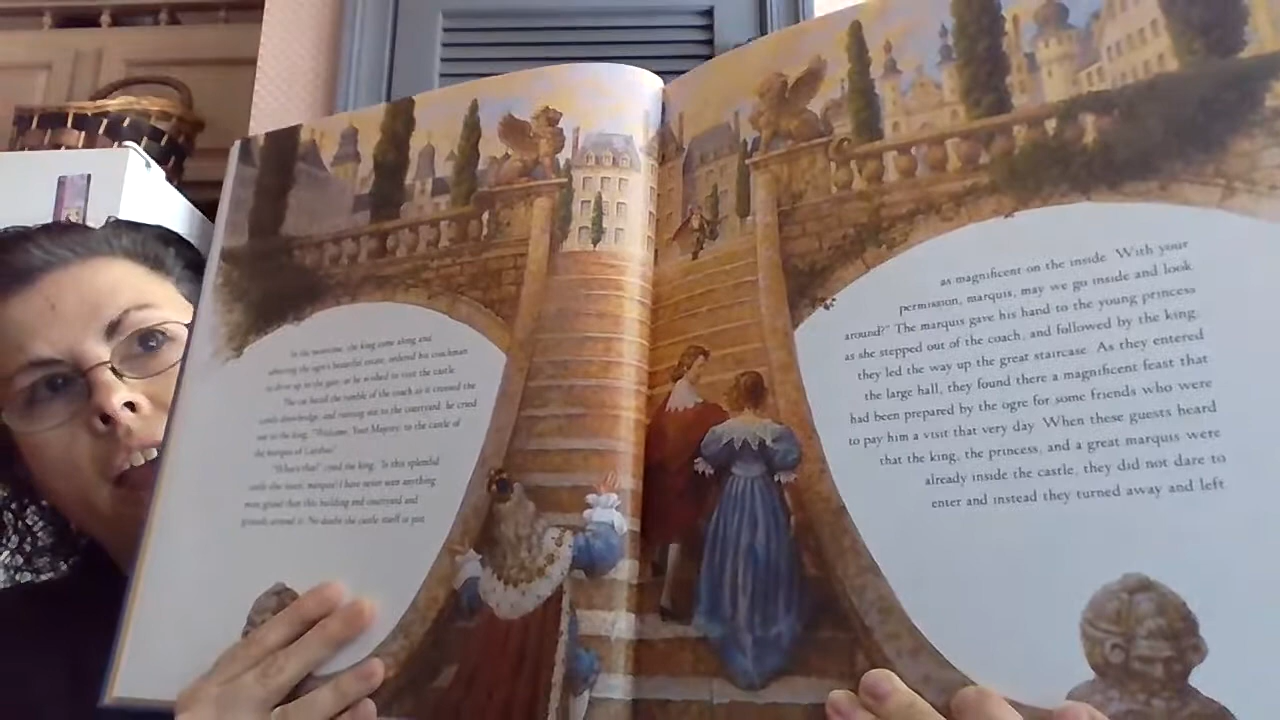 In the meantime, the king came along and
to drive up to the gate, as he wished to visit the castle.
The cat heard the rumble of the coach as it crossed the
castle drawbridge, and running out to the courtyard, he cried
out to the king, "Welcome, Your Majesty, to the castle of
the marquis of Carabas!"
"What's that?" cried the king. "Is this splendid
castle also yours, marquis? I have never seen anything
more grand than this building and courtyard and
grounds around it. No doubt the castle itself is just
as magnificent on the inside. With your
permission, marquis, may we go inside and look
around?" The marquis gave his hand to the young princess
as she stepped out of the coach, and followed by the king,
they led the way up the great staircase. As they entered
the large hall, they found there a magnificent feast that
had been prepared by the ogre for some friends who were
to pay him a visit that very day. When these guests heard
that the king, the princess, and a great marquis were
already inside the castle, they did not dare to
enter and instead they turned away and left.